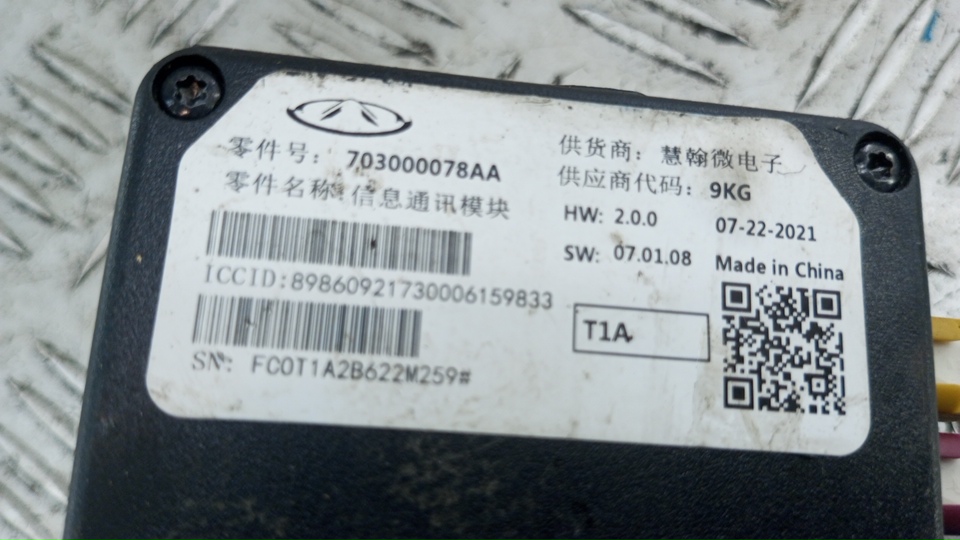 零件号: 703000078AA
零件名称: 信息通讯模块
ICCID:89860921730006159833
SN: FC0T1A2B622M259#
供货商: 慧翰微电子
供应商代码: 9KG
HW: 2.0.0
07-22-2021
SW: 07.01.08
Made in China
T1A